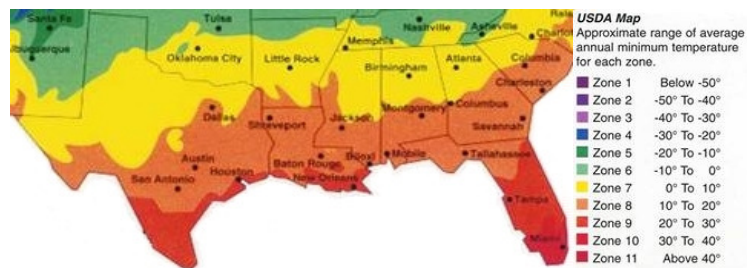 Santa Fe
Tulsa
Nashville
Asheville
Rale
lbuquerque
Oklahoma City
Memphis
Charlot
Little Rock
Atlanta
Columbia
Birmingham
Charleston
Dallas
Shreveport
Jackson
Montgomery
Columbus
Savannah
Austin
Baton Rouge
Biloxi
Mobile
Tallahassee
San Antonio
Houston
New Orleans
Tampa
Miami
USDA Map
Approximate range of average
annual minimum temperature
for each zone.
Zone 1 Below -50°
Zone 2 -50° To -40°
Zone 3 -40° To -30°
Zone 4 -30° To -20°
Zone 5 -20° To -10°
Zone 6 -10° To 0°
Zone 7 0° To 10°
Zone 8 10° To 20°
Zone 9 20° To 30°
Zone 10 30° To 40°
Zone 11 Above 40°